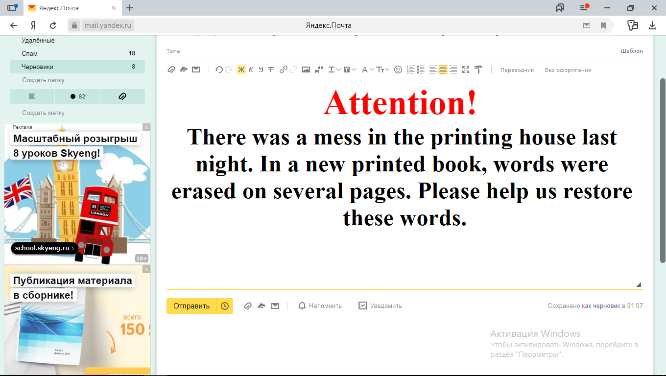 Яндекс.Почта
mail.yandex.ru
Яндекс.Почта
Удалённые
Спам 18
Черновики 8
Создать папку
62
Создать метку
Реклама
Масштабный розыгрыш
8 уроков Skyeng!
LONDON
school.skyeng.ru ›
Публикация материала
в сборнике!
всего
150
Тема
Шаблон
Переводчик
Без оформления
Attention!
There was a mess in the printing house last
night. In a new printed book, words were
erased on several pages. Please help us restore
these words.
Отправить
Напомнить
Уведомить
Сохранено как черновик в 01:07
Активация Windows
Чтобы активировать Windows, перейдите в
раздел "Параметры".